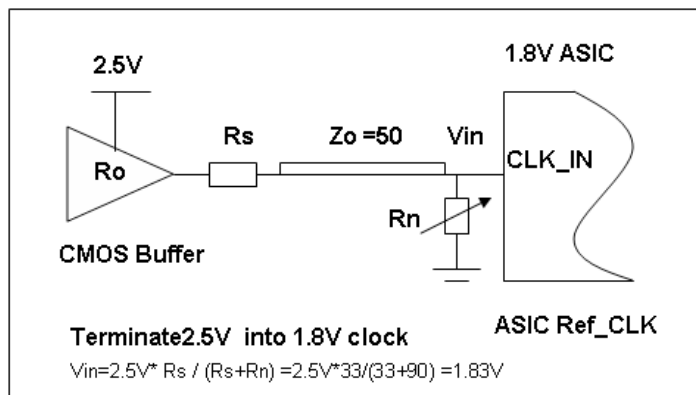 2.5V
1.8V ASIC
Rs
Zo =50
Vin
Ro
CLK_IN
Rn
CMOS Buffer
ASIC Ref_CLK
Terminate2.5V into 1.8V clock
Vin=2.5V* Rs / (Rs+Rn) =2.5V*33/(33+90) =1.83V